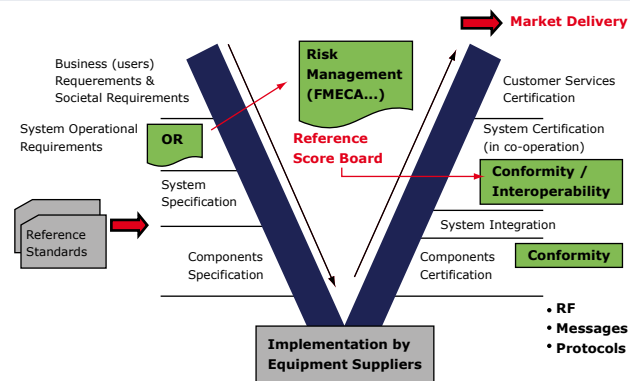 Market Delivery
Business (users)
Requerements &
Societal Requirements
Risk
Management
(FMECA...)
Customer Services
Certification
System Operational
Requirements
OR
Reference
Score Board
System Certification
(in co-operation)
Conformity /
Interoperability
System
Specification
Reference
Standards
System Integration
Components
Specification
Components
Certification
Conformity
• RF
• Messages
• Protocols
Implementation by
Equipment Suppliers